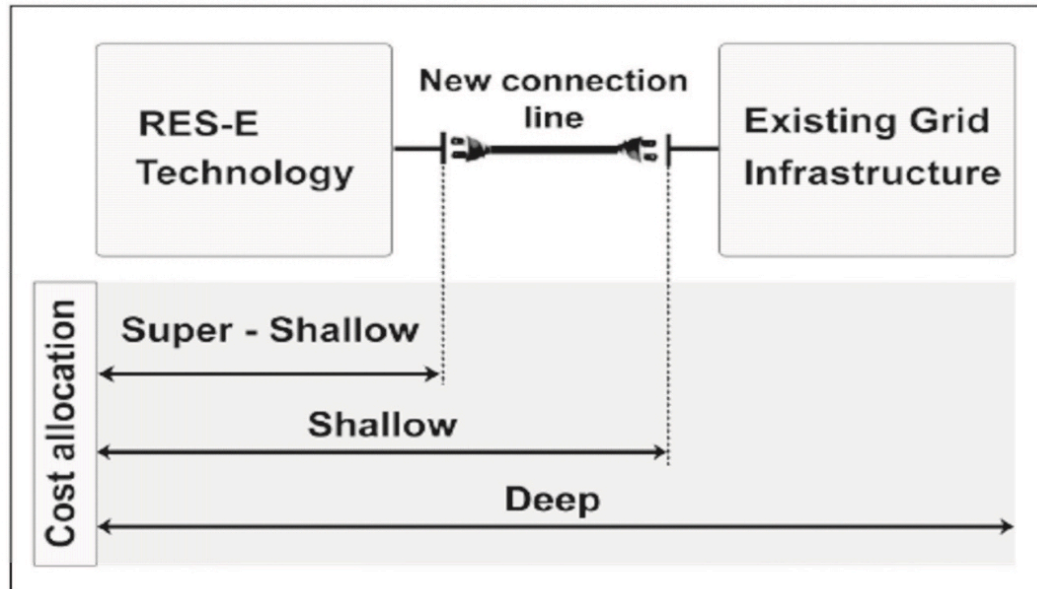 RES-E
Technology
New connection
line
Existing Grid
Infrastructure
Cost allocation
Super - Shallow
Shallow
Deep